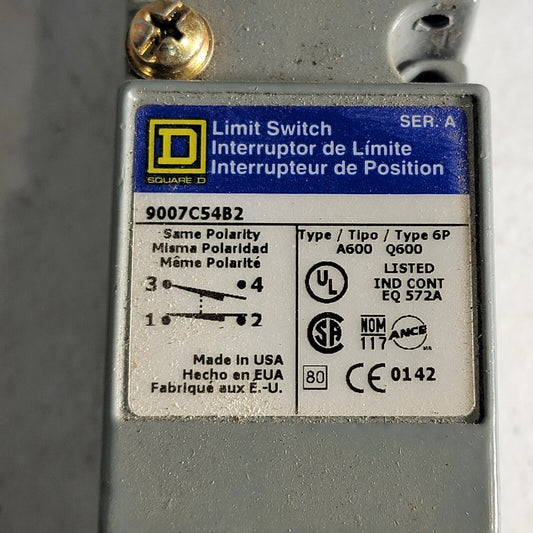 Limit Switch
SER. A
Interruptor de Límite
Interrupteur de Position
D
SQUARE D
9007C54B2
Same Polarity
Misma Polaridad
Même Polarité
3 4
1 2
Made in USA
Hecho en EUA
Fabriqué aux É.-U.
Type / Tipo / Type 6P
A600 Q600
UL
LISTED
IND CONT
EQ 572A
SA
NOM
117
ANCE
80
CE 0142